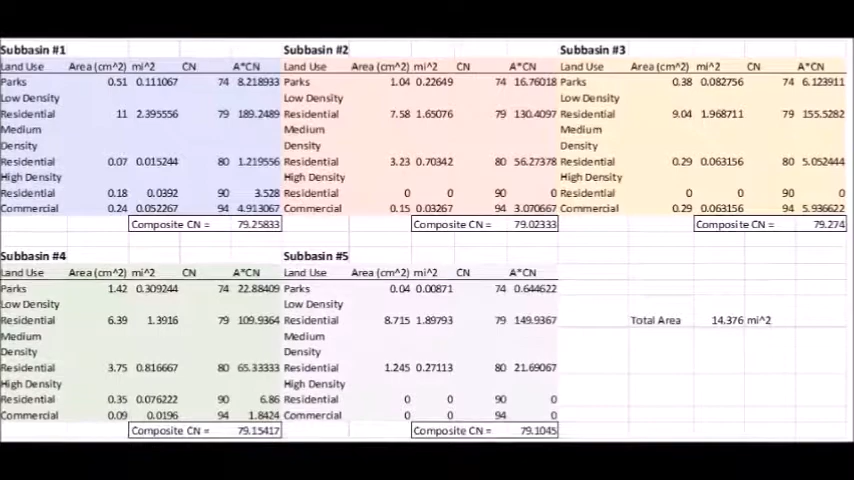 Subbasin #1 Subbasin #2 Subbasin #3
Land Use Area (cm^2) mi^2 CN A*CN Land Use Area (cm^2) mi^2 CN A*CN Land Use Area (cm^2) mi^2 CN A*CN
Parks 0.51 0.111067 74 8.218933 Parks 1.04 0.22649 74 16.76018 Parks 0.38 0.082756 74 6.123911
Low Density Low Density Low Density
Residential 11 2.395556 79 189.2489 Residential 7.58 1.65076 79 130.4097 Residential 9.04 1.968711 79 155.5282
Medium Medium Medium
Density Density Density
Residential 0.07 0.015244 80 1.219556 Residential 3.23 0.70342 80 56.27378 Residential 0.29 0.063156 80 5.052444
High Density High Density High Density
Residential 0.18 0.0392 90 3.528 Residential 0 0 90 0 Residential 0 0 90 0
Commercial 0.24 0.052267 94 4.913067 Commercial 0.15 0.03267 94 3.070667 Commercial 0.29 0.063156 94 5.936622
Composite CN = 79.25833 Composite CN = 79.02333 Composite CN = 79.274
Subbasin #4 Subbasin #5
Land Use Area (cm^2) mi^2 CN A*CN Land Use Area (cm^2) mi^2 CN A*CN
Parks 1.42 0.309244 74 22.88409 Parks 0.04 0.00871 74 0.644622
Low Density Low Density
Residential 6.39 1.3916 79 109.9364 Residential 8.715 1.89793 79 149.9367 Total Area 14.376 mi^2
Medium Medium
Density Density
Residential 3.75 0.816667 80 65.33333 Residential 1.245 0.27113 80 21.69067
High Density High Density
Residential 0.35 0.076222 90 6.86 Residential 0 0 90 0
Commercial 0.09 0.0196 94 1.8424 Commercial 0 0 94 0
Composite CN = 79.15417 Composite CN = 79.1045